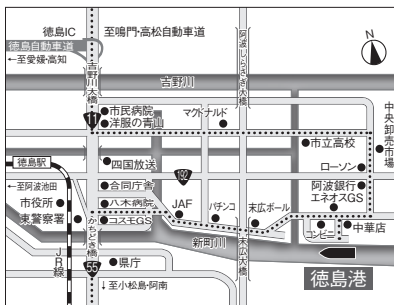 徳島IC
至鳴門・高松自動車道
徳島自動車道
←至愛媛・高知
N
吉野川大橋
阿波しらさぎ大橋
吉野川
中央卸売市場
市民病院
洋服の青山
マクドナルド
11
市立高校
徳島駅
四国放送
192
ローソン
←至阿波池田
合同庁舎
阿波銀行
市役所
八木病院
JAF
パチンコ
末広ボール
エネオスGS
東警察署
コスモGS
かちどき橋
新町川
末広大橋
コンビニ
中華店
JR線
55
県庁
徳島港
↓至小松島・阿南